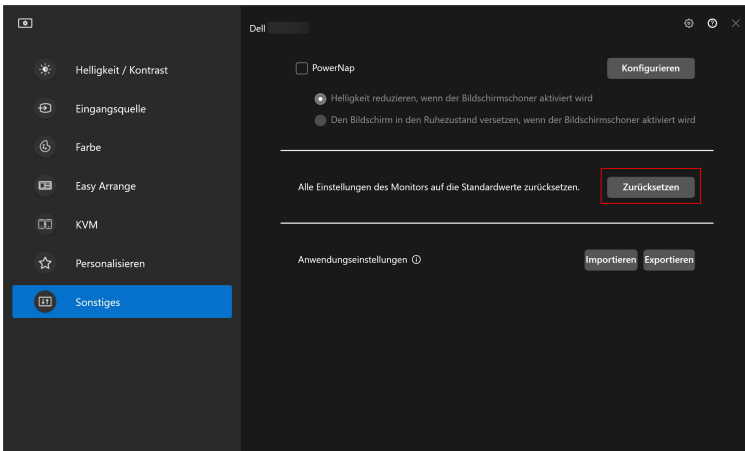 Dell
Helligkeit / Kontrast
Eingangsquelle
Farbe
Easy Arrange
KVM
Personalisieren
Sonstiges
PowerNap
Konfigurieren
Helligkeit reduzieren, wenn der Bildschirmschoner aktiviert wird
Den Bildschirm in den Ruhezustand versetzen, wenn der Bildschirmschoner aktiviert wird
Alle Einstellungen des Monitors auf die Standardwerte zurücksetzen.
Zurücksetzen
Anwendungseinstellungen
Importieren
Exportieren